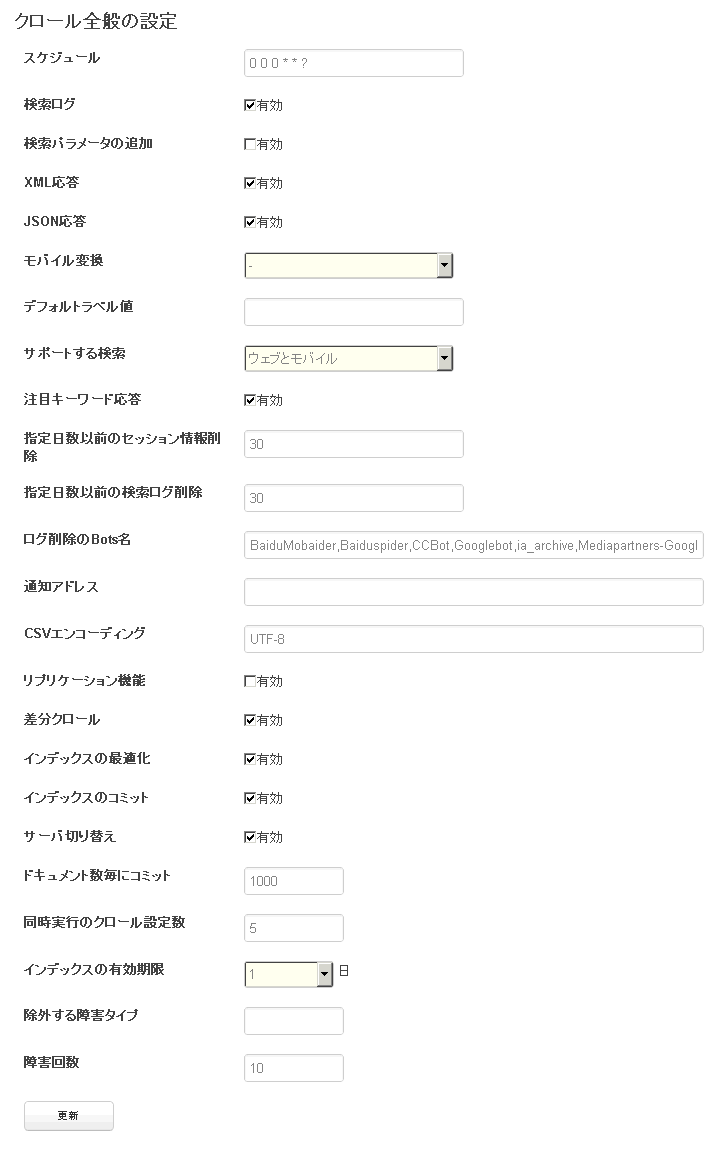 クロール全般の設定
スケジュール
0 0 0 * * ?
検索ログ
有効
検索パラメータの追加
有効
XML応答
有効
JSON応答
有効
モバイル変換
-
デフォルトラベル値
サポートする検索
ウェブとモバイル
注目キーワード応答
有効
指定日数以前のセッション情報削
除
30
指定日数以前の検索ログ削除
30
ログ削除のBots名
BaiduMobaider,Baiduspider,CCBot,Googlebot,ia_archive,Mediapartners-Googl
通知アドレス
CSVエンコーディング
UTF-8
リプリケーション機能
有効
差分クロール
有効
インデックスの最適化
有効
インデックスのコミット
有効
サーバ切り替え
有効
ドキュメント数毎にコミット
1000
同時実行のクロール設定数
5
インデックスの有効期限
1 日
除外する障害タイプ
障害回数
10
更新